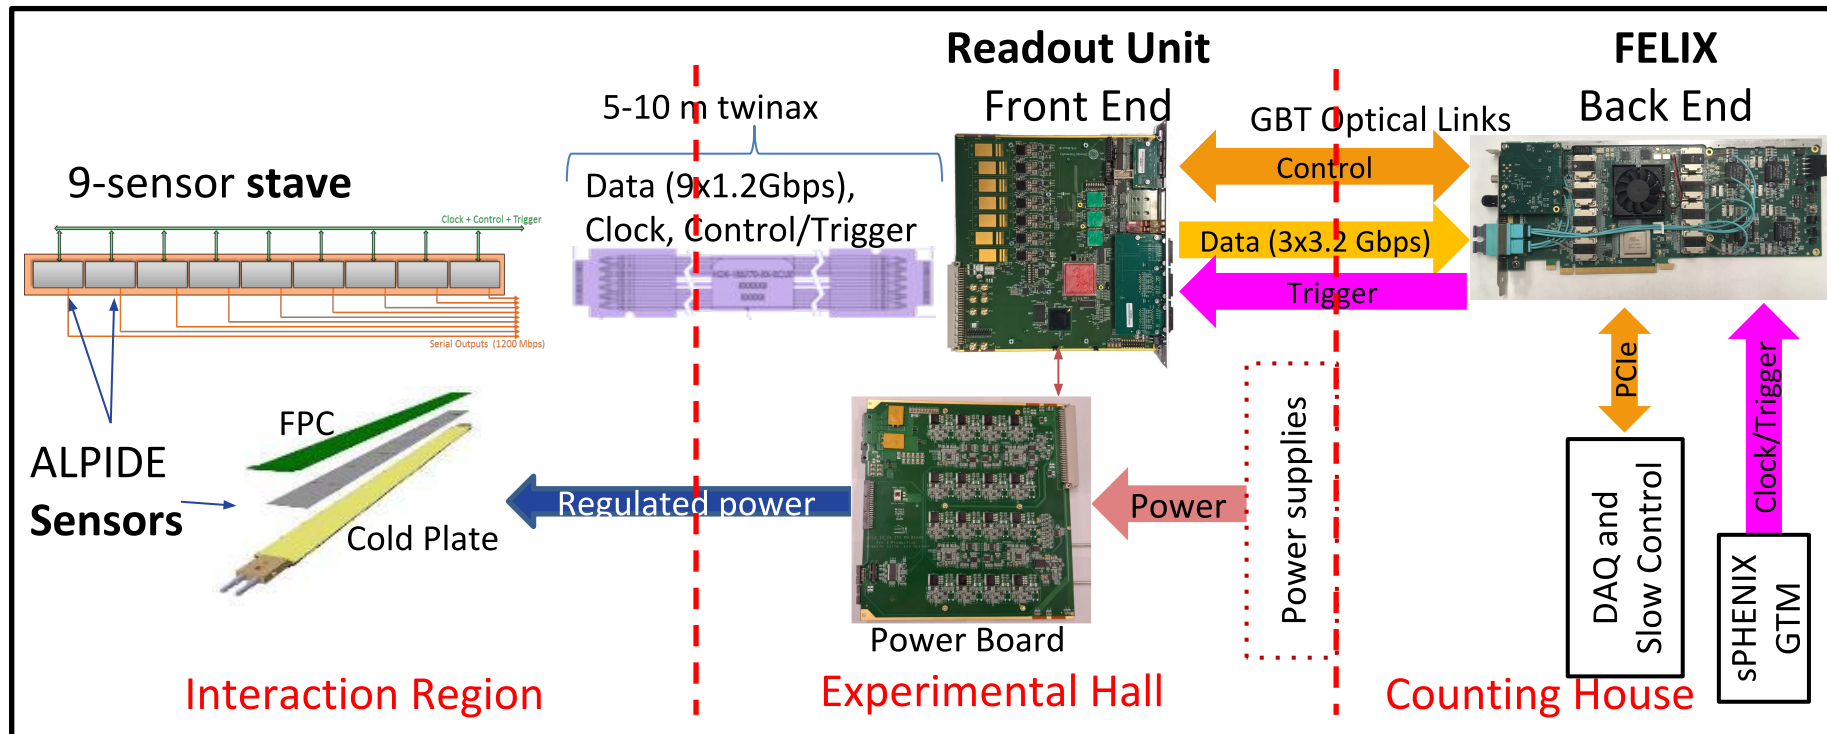 Readout Unit
Front End
FELIX
Back End
5-10 m twinax
GBT Optical Links
9-sensor stave
Data (9x1.2Gbps),
Clock, Control/Trigger
Clock + Control + Trigger
Serial Outputs (1200 Mbps)
Control
Data (3x3.2 Gbps)
Trigger
PCIe
Clock/Trigger
ALPIDE
Sensors
FPC
Cold Plate
Regulated power
Power
Power supplies
Power Board
DAQ and
Slow Control
sPHENIX
GTM
Interaction Region
Experimental Hall
Counting House